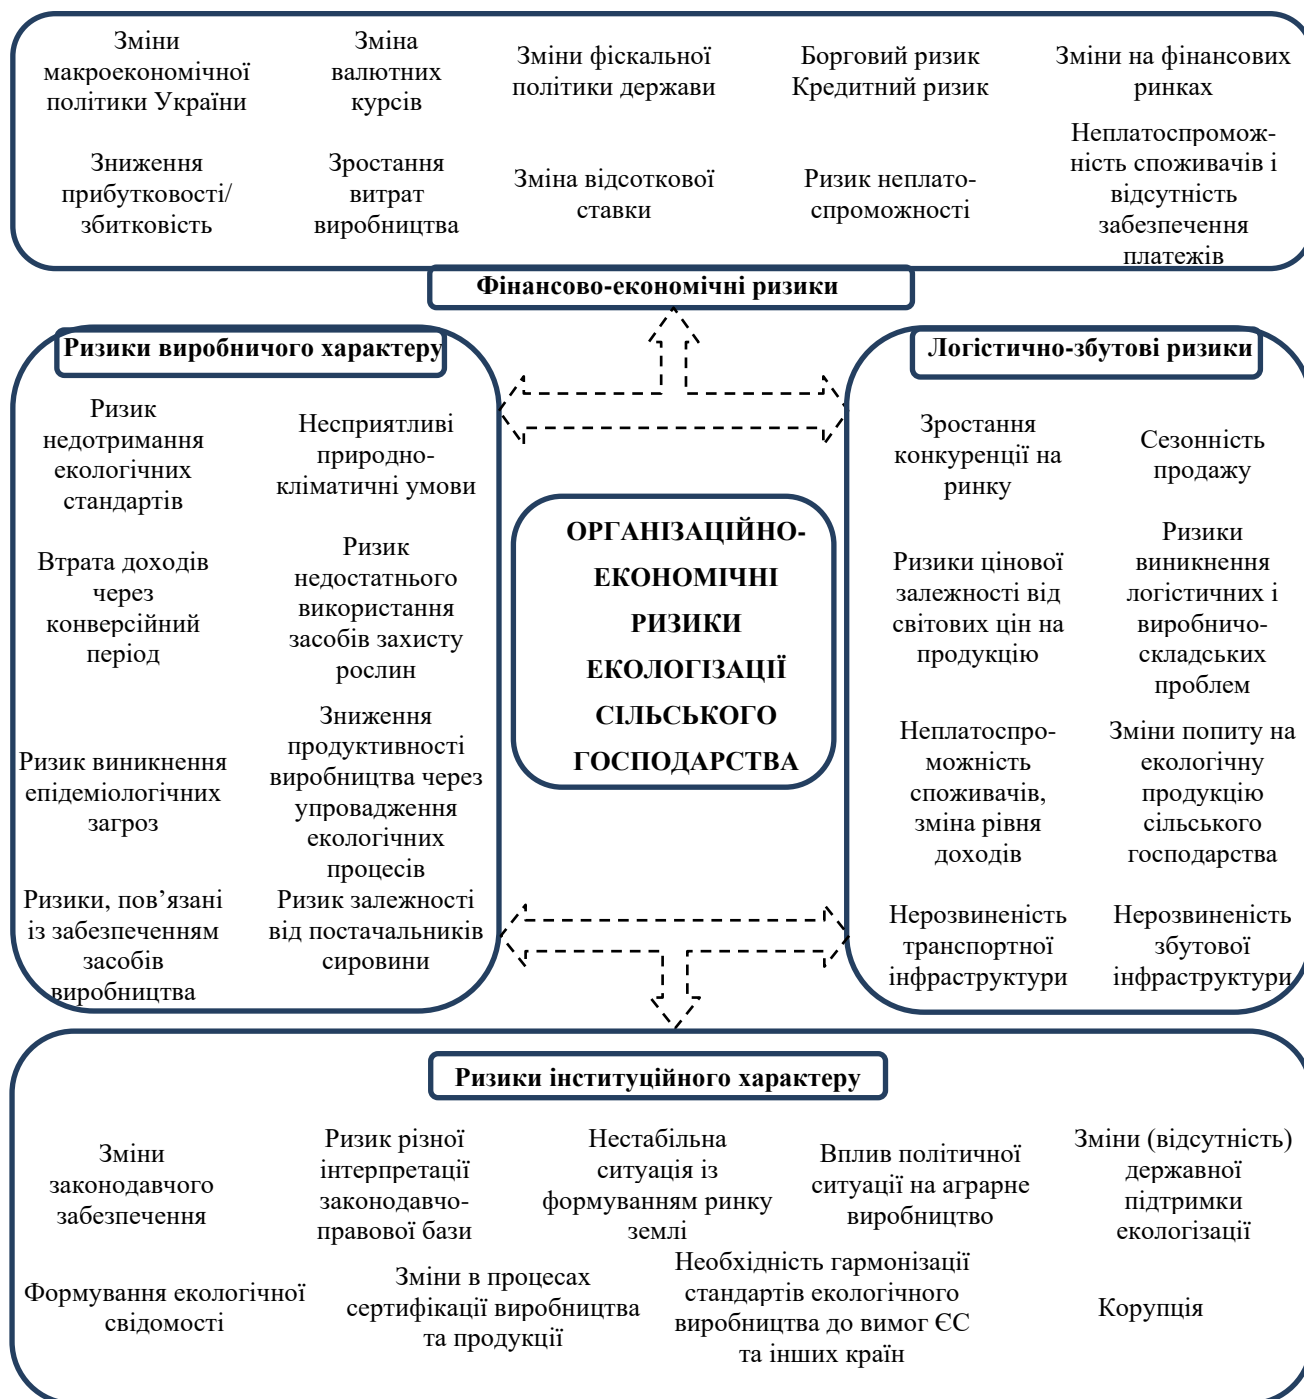 Зміни
макроекономічної
політики України
Зміна
валютних
курсів
Зміни фіскальної
політики держави
Борговий ризик
Кредитний ризик
Зміни на фінансових
ринках
Зниження
прибутковості/
збитковість
Зростання
витрат
виробництва
Зміна відсоткової
ставки
Ризик неплато-
спроможності
Неплатоспромож-
ність споживачів і
відсутність
забезпечення
платежів
Фінансово-економічні ризики
Ризики виробничого характеру
Ризик
недотримання
екологічних
стандартів
Несприятливі
природно-
кліматичні умови
Втрата доходів
через
конверсійний
період
Ризик
недостатнього
використання
засобів захисту
рослин
Ризик виникнення
епідеміологічних
загроз
Зниження
продуктивності
виробництва через
упровадження
екологічних
процесів
Ризики, пов’язані
із забезпеченням
засобів
виробництва
Ризик залежності
від постачальників
сировини
ОРГАНІЗАЦІЙНО-
ЕКОНОМІЧНІ
РИЗИКИ
ЕКОЛОГІЗАЦІЇ
СІЛЬСЬКОГО
ГОСПОДАРСТВА
Логістично-збутові ризики
Зростання
конкуренції на
ринку
Сезонність
продажу
Ризики цінової
залежності від
світових цін на
продукцію
Ризики
виникнення
логістичних і
виробничо-
складських
проблем
Неплатоспро-
можність
споживачів,
зміна рівня
доходів
Зміни попиту на
екологічну
продукцію
сільського
господарства
Нерозвиненість
транспортної
інфраструктури
Нерозвиненість
збутової
інфраструктури
Ризики інституційного характеру
Зміни
законодавчого
забезпечення
Ризик різної
інтерпретації
законодавчо-
правової бази
Нестабільна
ситуація із
формуванням ринку
землі
Вплив політичної
ситуації на аграрне
виробництво
Зміни (відсутність)
державної
підтримки
екологізації
Формування екологічної
свідомості
Зміни в процесах
сертифікації виробництва
та продукції
Необхідність гармонізації
стандартів екологічного
виробництва до вимог ЄС
та інших країн
Корупція